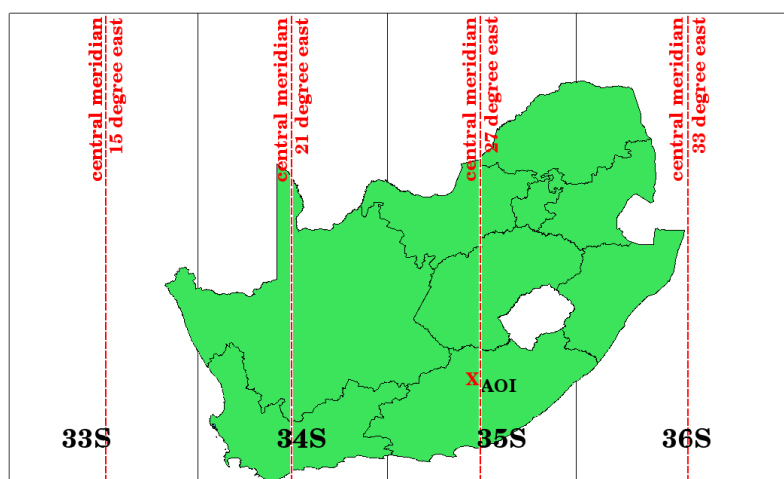 central meridian
15 degree east
central meridian
21 degree east
central meridian
27 degree east
central meridian
33 degree east
X
AOI
33S
34S
35S
36S